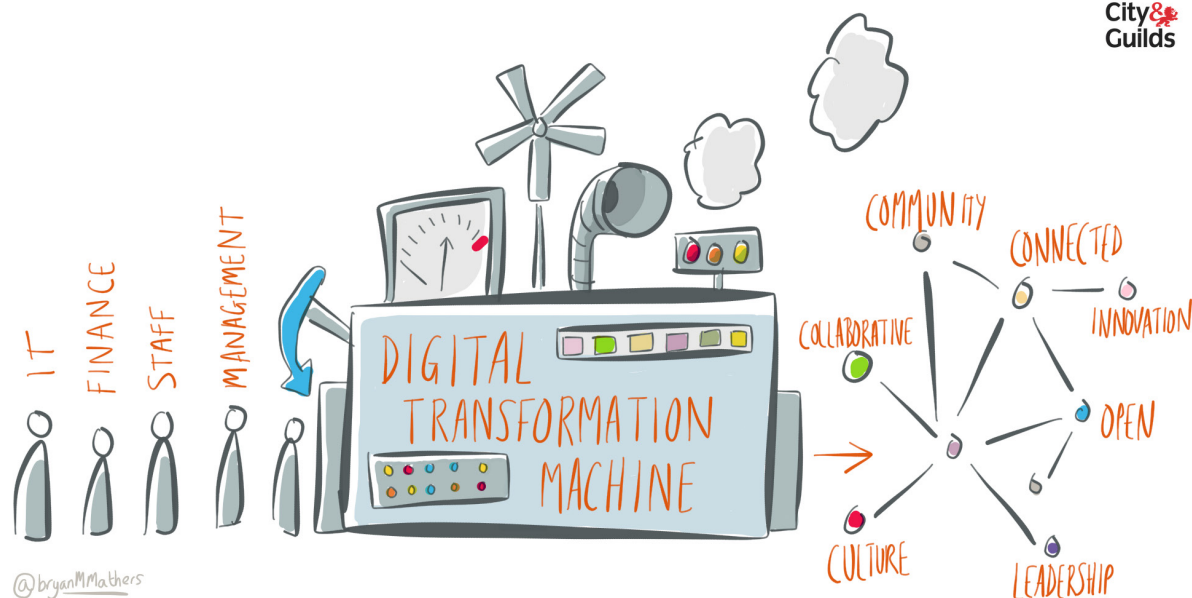 City&
Guilds
IT
FINANCE
STAFF
MANAGEMENT
DIGITAL
TRANSFORMATION
MACHINE
COMMUNITY
CONNECTED
INNOVATION
COLLABORATIVE
OPEN
CULTURE
LEADERSHIP
@bryanMMathers